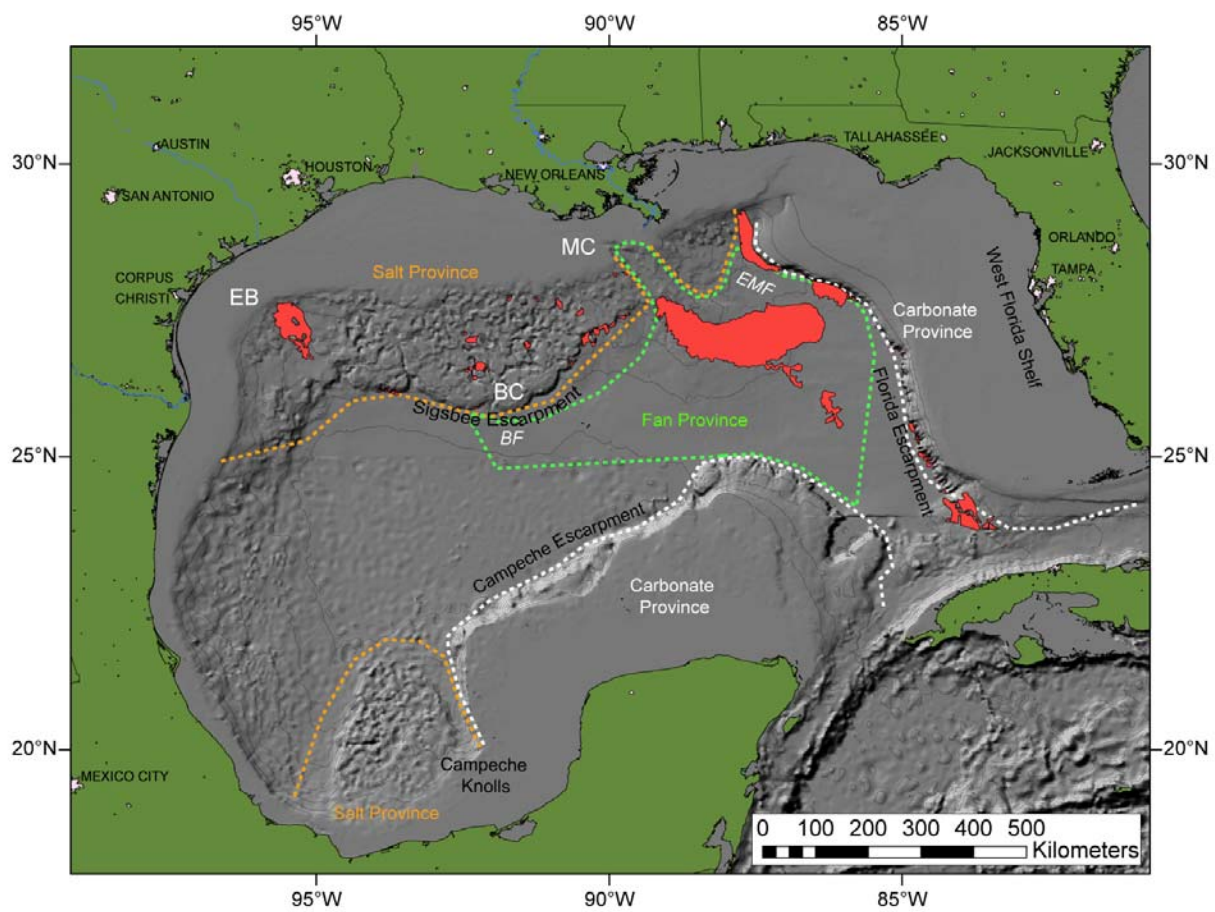 95°W 90°W 85°W
30°N 30°N
TALLAHASSEE
AUSTIN
JACKSONVILLE
HOUSTON
NEW ORLEANS
SAN ANTONIO
ORLANDO
MC
TAMPA
Salt Province
CORPUS
CHRISTI
EB
EMF
Carbonate
Province
West Florida Shelf
BC
Sigsbee Escarpment
BF
Fan Province
Florida Escarpment
25°N 25°N
Campeche Escarpment
Carbonate
Province
20°N 20°N
MEXICO CITY
Campeche
Knolls
Salt Province
0 100 200 300 400 500
Kilometers
95°W 90°W 85°W